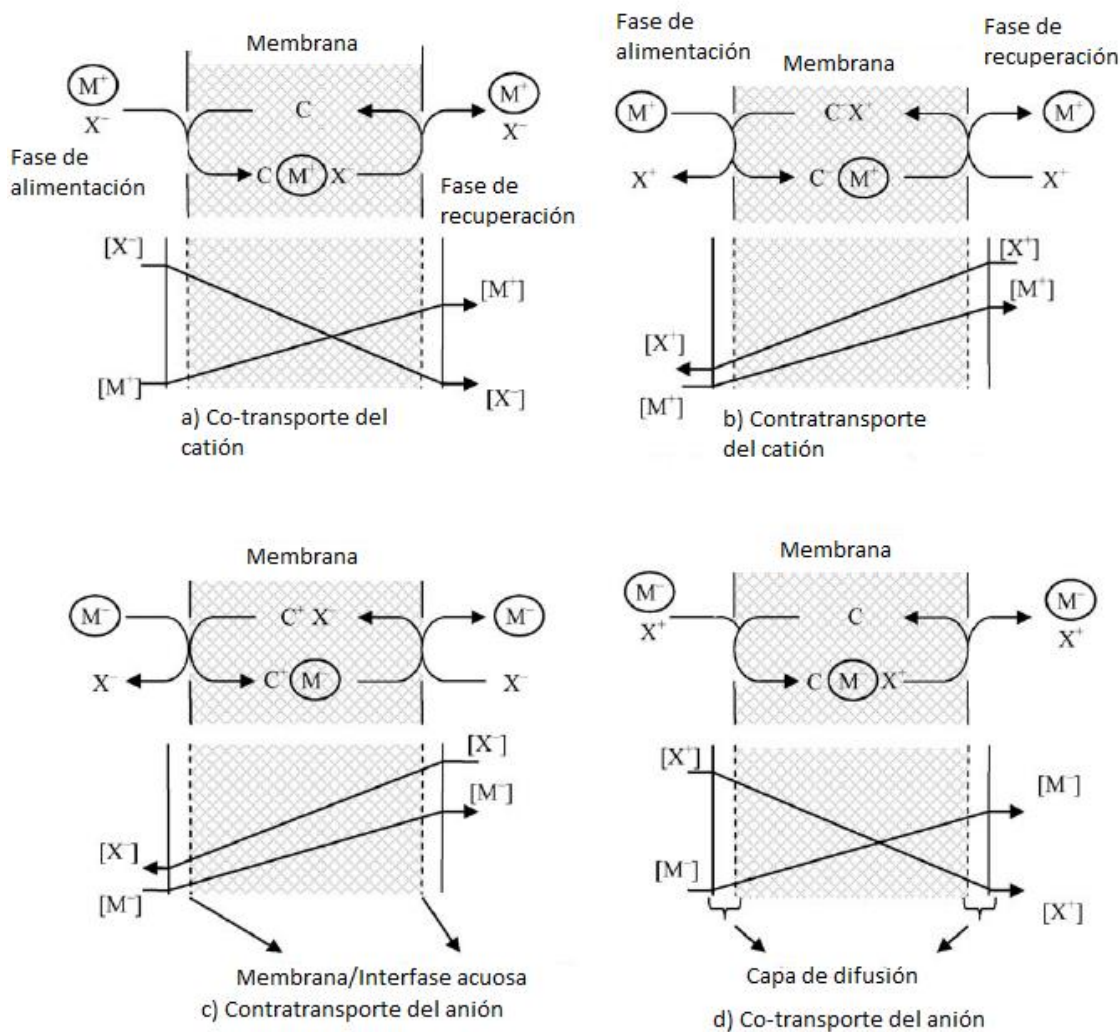 Membrana
M⁺
X⁻
C
M⁺
X⁻
C M⁺ X⁻
Fase de
alimentación
Fase de
recuperación
[X⁻]
[M⁺]
[M⁺]
[X⁻]
a) Co-transporte del
catión
Fase de
alimentación
Fase de
recuperación
Membrana
M⁺
C⁻X⁺
M⁺
X⁺
C M⁺
X⁺
[X⁺]
[M⁺]
[X⁺]
[M⁺]
b) Contratransporte
del catión
Membrana
M⁻
C⁺ X⁻
M⁻
X⁻
C⁺ M⁻
X⁻
[X⁻]
[M⁻]
[X⁻]
[M⁻]
Membrana/Interfase acuosa
c) Contratransporte del anión
Membrana
M⁻
X⁺
C
M⁻
X⁺
C M⁻ X⁺
[X⁺]
[M⁻]
[M⁻]
[X⁺]
Capa de difusión
d) Co-transporte del anión